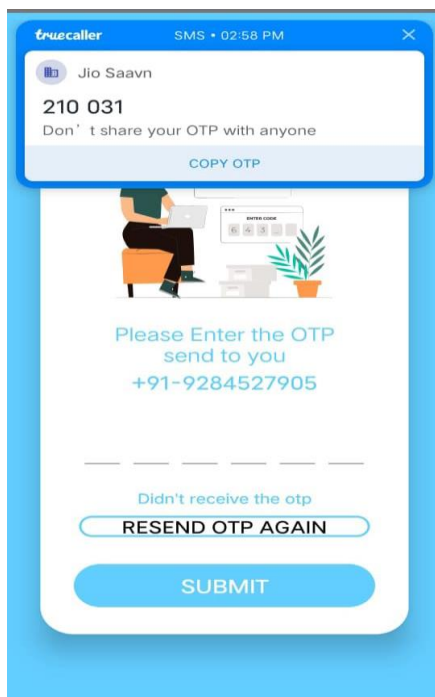 truecaller
SMS • 02:58 PM
Jio Saavn
210 031
Don't share your OTP with anyone
COPY OTP
ENTER CODE
6 4 3 _
Please Enter the OTP
send to you
+91-9284527905
Didn't receive the otp
RESEND OTP AGAIN
SUBMIT